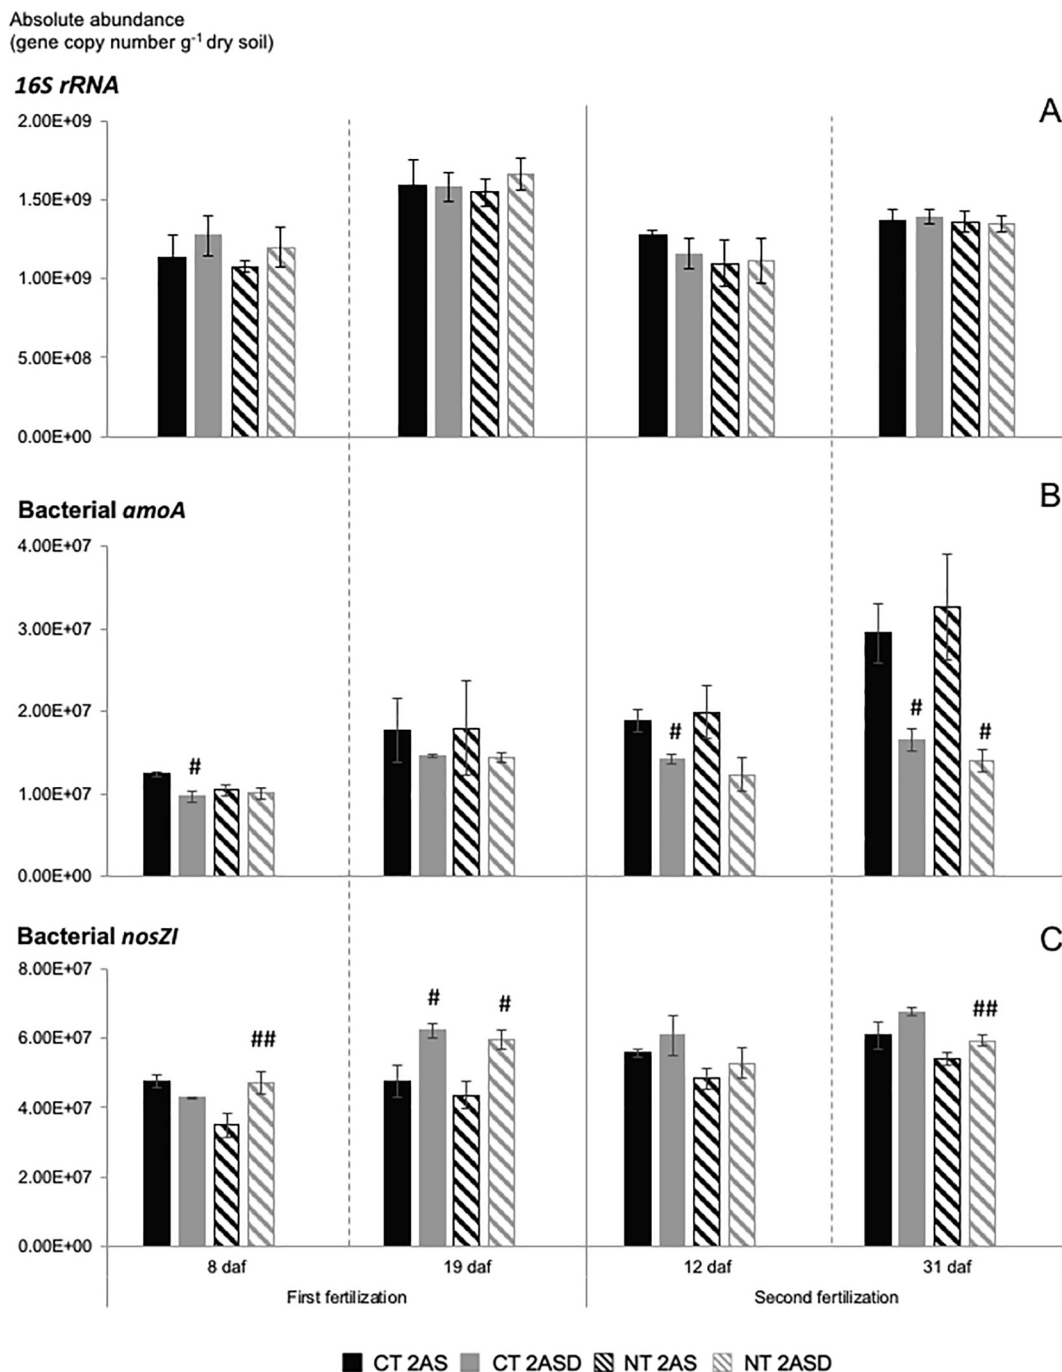 Absolute abundance
(gene copy number g⁻¹ dry soil)
16S rRNA
A
2.00E+09
1.50E+09
1.00E+09
5.00E+08
0.00E+00
Bacterial amoA
B
4.00E+07
3.00E+07
2.00E+07
1.00E+07
0.00E+00
#
#
#
#
Bacterial nosZI
C
8.00E+07
6.00E+07
4.00E+07
2.00E+07
0.00E+00
##
#
#
##
8 daf 19 daf 12 daf 31 daf
First fertilization Second fertilization
CT 2AS CT 2ASD NT 2AS NT 2ASD